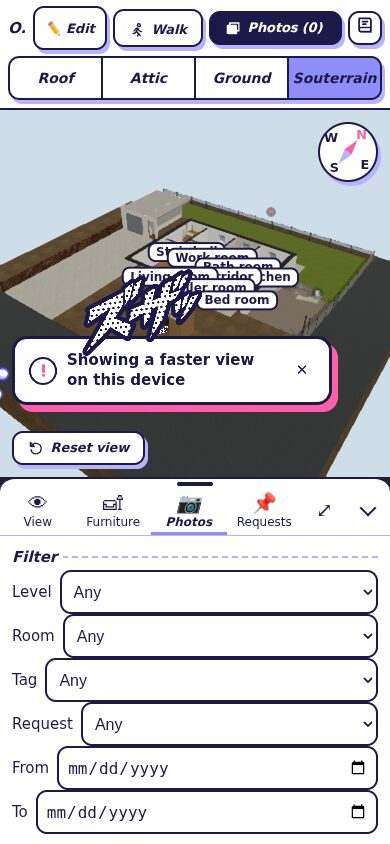 O.
Edit
Walk
Photos (0)
Roof
Attic
Ground
Souterrain
N
W
E
S
Work room
Bath room
Living room
Bed room
Showing a faster view
on this device
×
Reset view
View
Furniture
Photos
Requests
Filter
Level Any
Room Any
Tag Any
Request Any
From mm/dd/yyyy
To mm/dd/yyyy